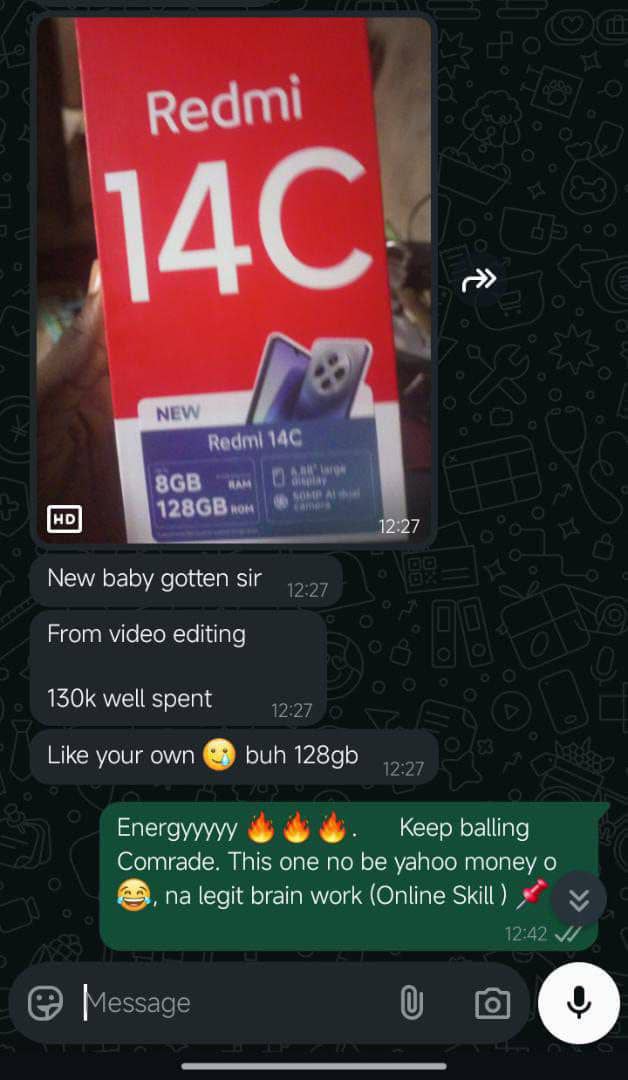 Redmi
14C
NEW
Redmi 14C
8GB RAM
128GB ROM
6.88" large
display
50MP AI dual
camera
HD
12:27
New baby gotten sir
12:27
From video editing
130k well spent
12:27
Like your own 🥲 buh 128gb
12:27
Energyyyyy 🔥🔥🔥. Keep balling
Comrade. This one no be yahoo money o
😂, na legit brain work (Online Skill ) 📌
12:42
Message